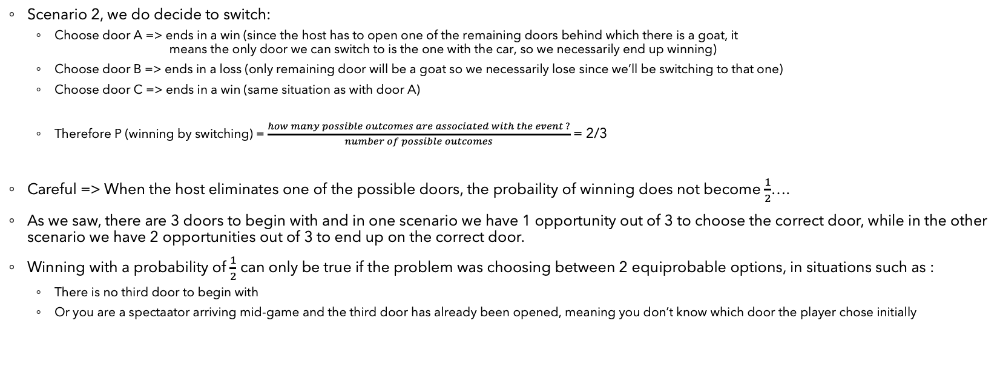 ◦ Scenario 2, we do decide to switch:
◦ Choose door A => ends in a win (since the host has to open one of the remaining doors behind which there is a goat, it
means the only door we can switch to is the one with the car, so we necessarily end up winning)
◦ Choose door B => ends in a loss (only remaining door will be a goat so we necessarily lose since we’ll be switching to that one)
◦ Choose door C => ends in a win (same situation as with door A)
◦ Therefore P (winning by switching) = how many possible outcomes are associated with the event ? / number of possible outcomes = 2/3
◦ Careful => When the host eliminates one of the possible doors, the probaility of winning does not become 1/2….
◦ As we saw, there are 3 doors to begin with and in one scenario we have 1 opportunity out of 3 to choose the correct door, while in the other
scenario we have 2 opportunities out of 3 to end up on the correct door.
◦ Winning with a probability of 1/2 can only be true if the problem was choosing between 2 equiprobable options, in situations such as :
◦ There is no third door to begin with
◦ Or you are a spectaator arriving mid-game and the third door has already been opened, meaning you don’t know which door the player chose initially